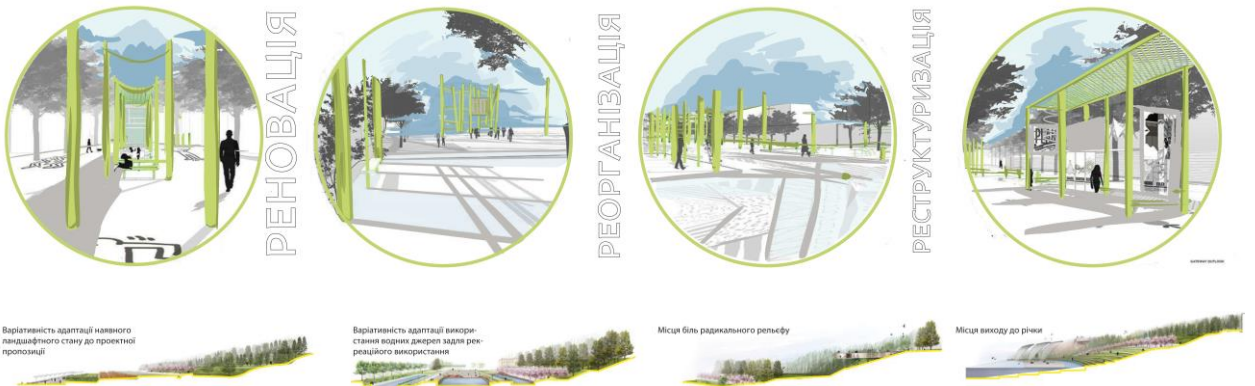 РЕНОВАЦІЯ
РЕОРГАНІЗАЦІЯ
РЕСТРУКТУРИЗАЦІЯ
Варіативність адаптації наявного
ландшафтного стану до проектної
пропозиції
Варіативність адаптації викори-
стання водних джерел задля рек-
реаційного використання
Місця біль радикального рельєфу
Місця виходу до річки